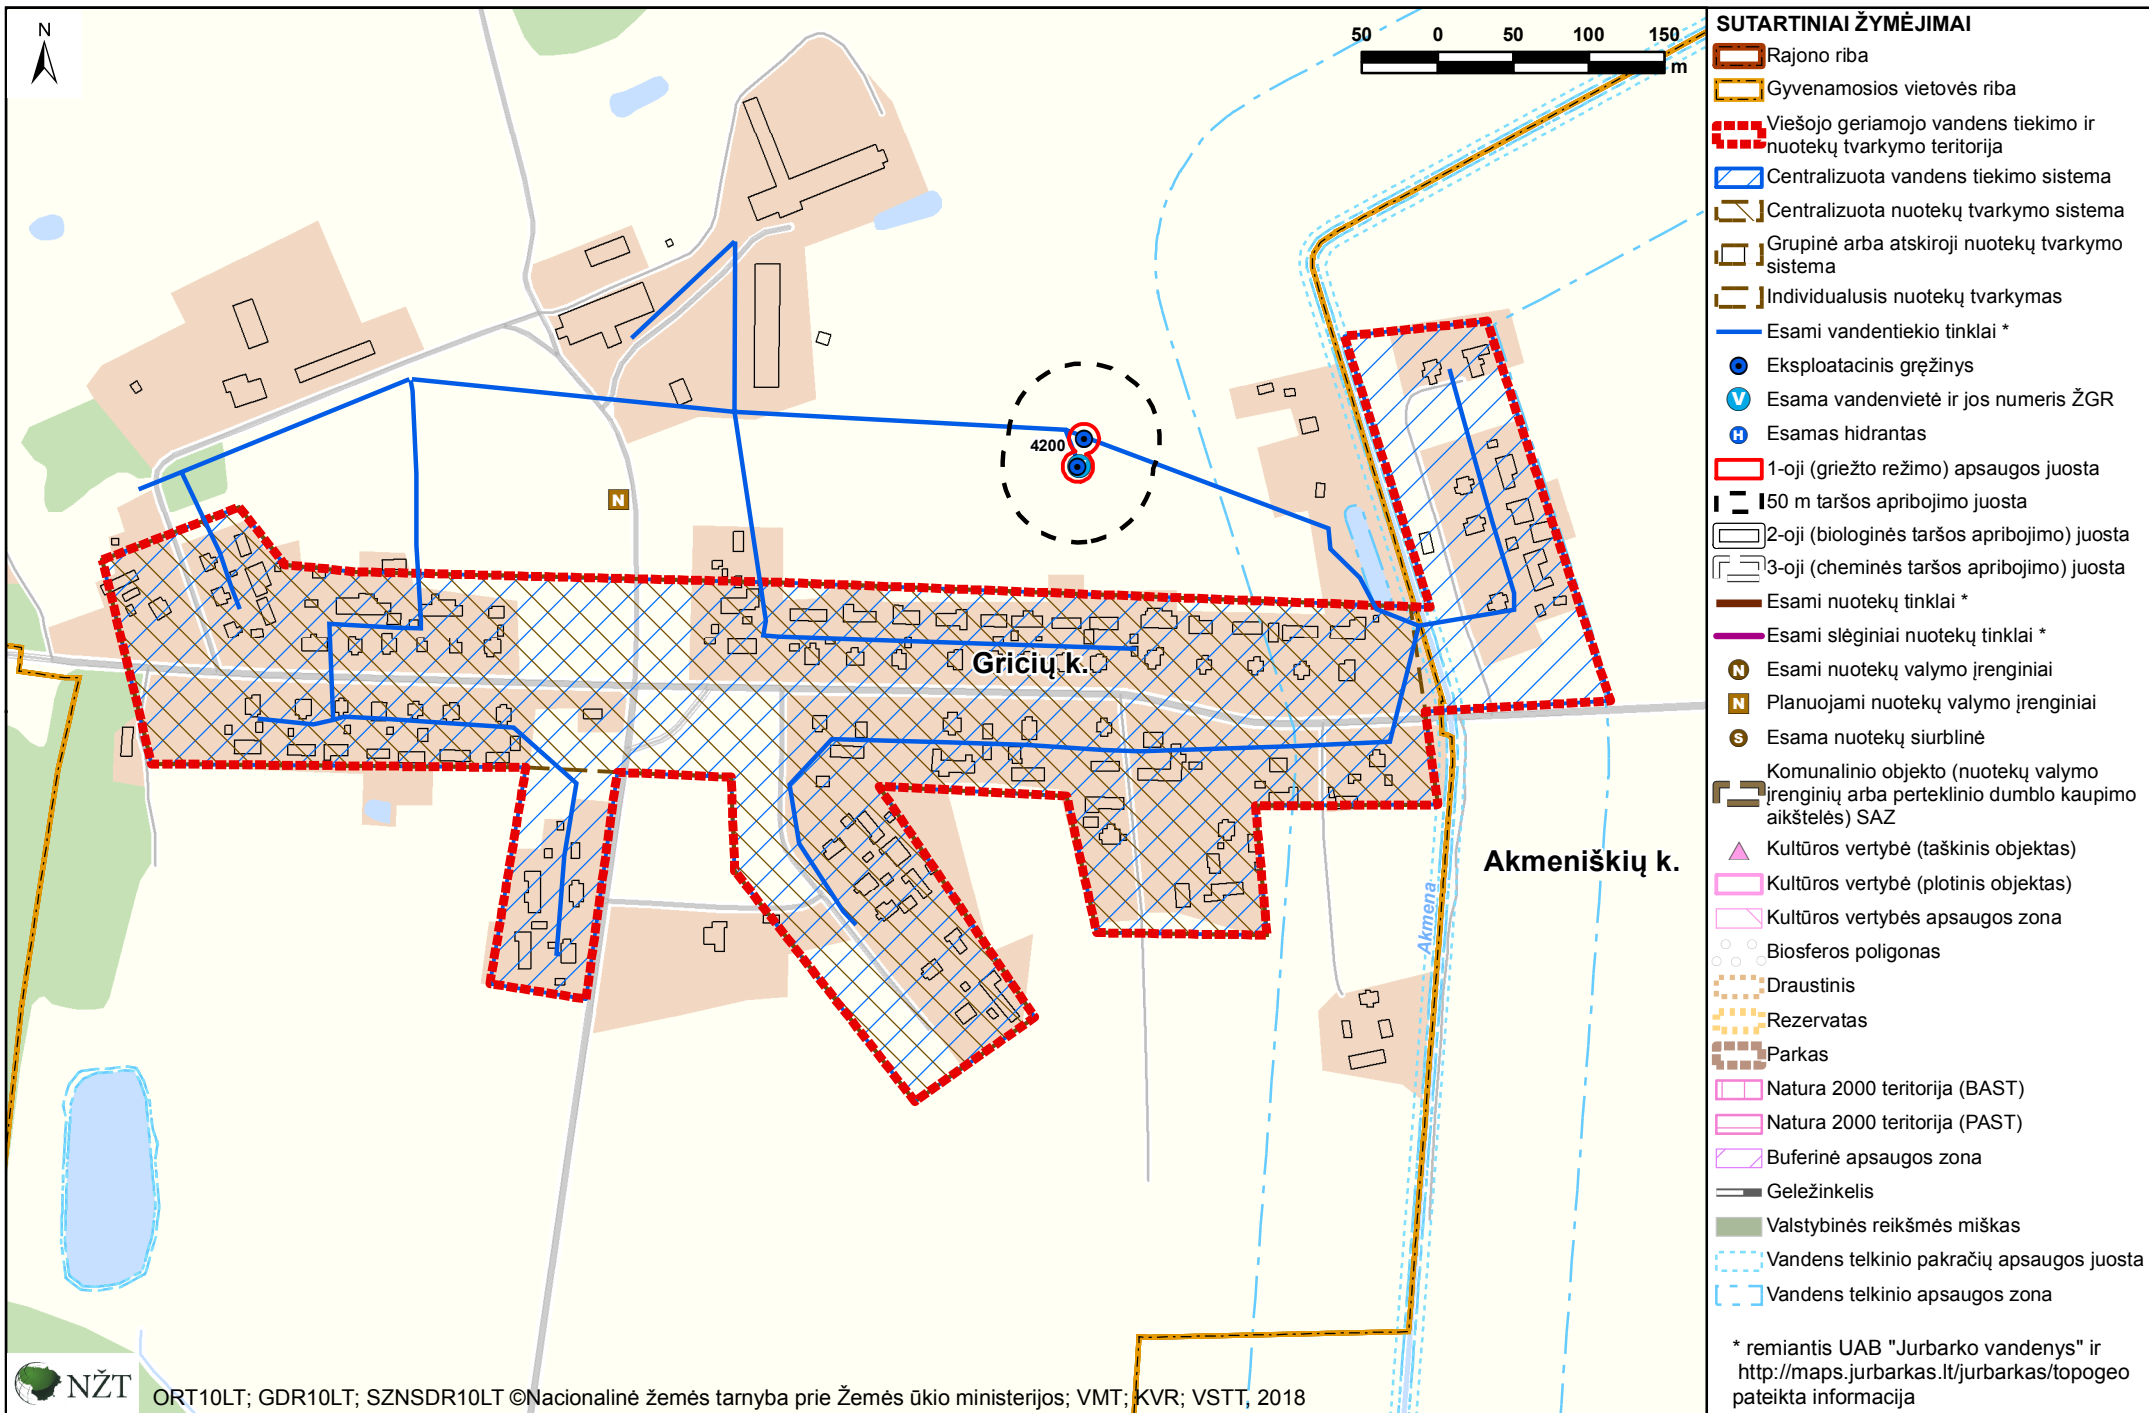 N
50 0 50 100 150
m
4200
N
Gričių k.
Akmeniškių k.
Akmena
NŽT
ORT10LT; GDR10LT; SZNSDR10LT ©Nacionalinė žemės tarnyba prie Žemės ūkio ministerijos; VMT; KVR; VSTT, 2018
SUTARTINIAI ŽYMĖJIMAI
Rajono riba
Gyvenamosios vietovės riba
Viešojo geriamojo vandens tiekimo ir
nuotekų tvarkymo teritorija
Centralizuota vandens tiekimo sistema
Centralizuota nuotekų tvarkymo sistema
Grupinė arba atskiroji nuotekų tvarkymo
sistema
Individualusis nuotekų tvarkymas
Esami vandentiekio tinklai *
Eksploatacinis gręžinys
V Esama vandenvietė ir jos numeris ŽGR
H Esamas hidrantas
1-oji (griežto režimo) apsaugos juosta
50 m taršos apribojimo juosta
2-oji (biologinės taršos apribojimo) juosta
3-oji (cheminės taršos apribojimo) juosta
Esami nuotekų tinklai *
Esami slėginiai nuotekų tinklai *
N Esami nuotekų valymo įrenginiai
N Planuojami nuotekų valymo įrenginiai
S Esama nuotekų siurblinė
Komunalinio objekto (nuotekų valymo
įrenginių arba perteklinio dumblo kaupimo
aikštelės) SAZ
Kultūros vertybė (taškinis objektas)
Kultūros vertybė (plotinis objektas)
Kultūros vertybės apsaugos zona
Biosferos poligonas
Draustinis
Rezervatas
Parkas
Natura 2000 teritorija (BAST)
Natura 2000 teritorija (PAST)
Buferinė apsaugos zona
Geležinkelis
Valstybinės reikšmės miškas
Vandens telkinio pakračių apsaugos juosta
Vandens telkinio apsaugos zona
* remiantis UAB "Jurbarko vandenys" ir
http://maps.jurbarkas.lt/jurbarkas/topogeo
pateikta informacija